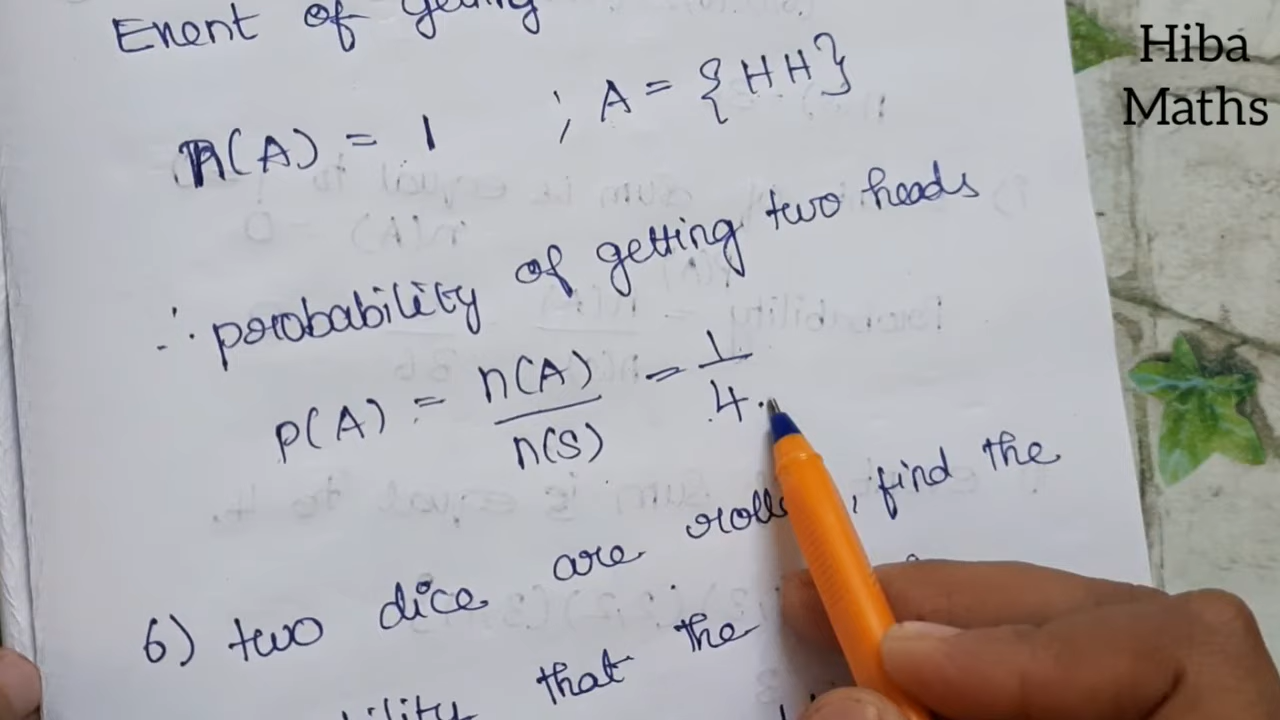 Hiba
Maths
Enent of getting
n(A) = 1 ; A = {HH}
∴ probability of getting two heads
P(A) = n(A)/n(S) = 1/4.
6) two dice are , find the
that the